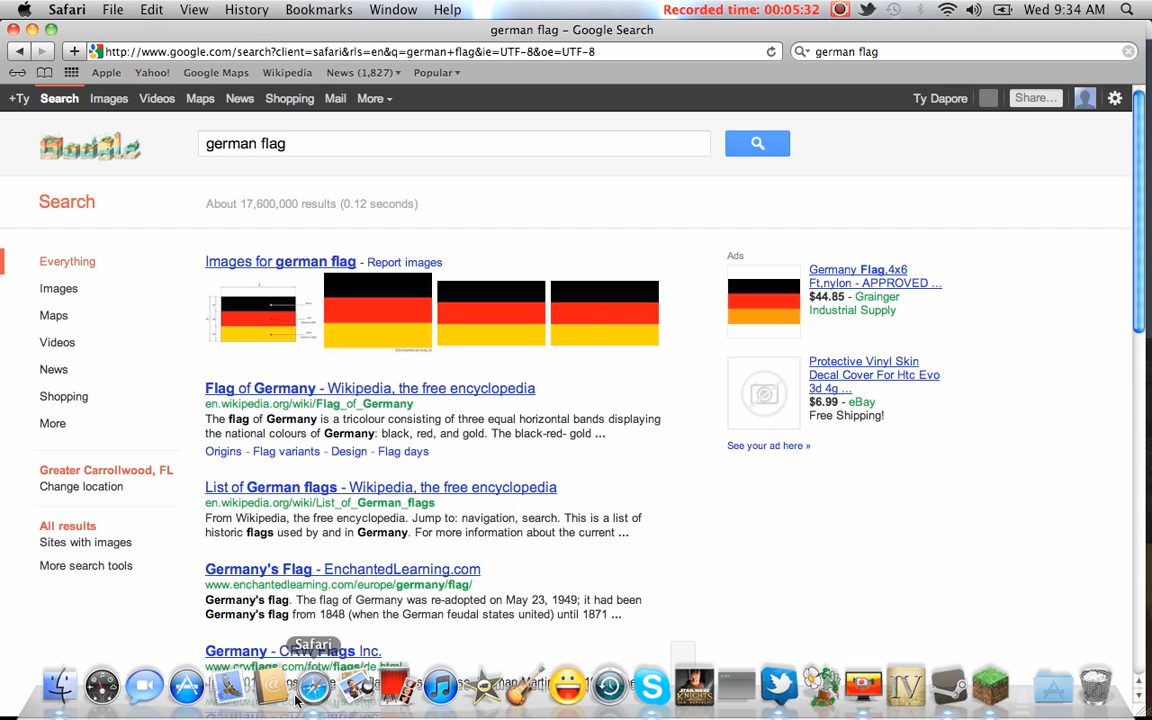 Safari File Edit View History Bookmarks Window Help Recorded time: 00:05:32 Wed 9:34 AM
german flag – Google Search
http://www.google.com/search?client=safari&rls=en&q=german+flag&ie=UTF-8&oe=UTF-8 german flag
Apple Yahoo! Google Maps Wikipedia News (1,827) Popular
+Ty Search Images Videos Maps News Shopping Mail More Ty Dapore Share...
german flag
Search About 17,600,000 results (0.12 seconds)
Everything
Images
Maps
Videos
News
Shopping
More
Greater Carrollwood, FL
Change location
All results
Sites with images
More search tools
Images for german flag - Report images
Flag of Germany - Wikipedia, the free encyclopedia
en.wikipedia.org/wiki/Flag_of_Germany
The flag of Germany is a tricolour consisting of three equal horizontal bands displaying
the national colours of Germany: black, red, and gold. The black-red- gold ...
Origins - Flag variants - Design - Flag days
List of German flags - Wikipedia, the free encyclopedia
en.wikipedia.org/wiki/List_of_German_flags
From Wikipedia, the free encyclopedia. Jump to: navigation, search. This is a list of
historic flags used by and in Germany. For more information about the current ...
Germany's Flag - EnchantedLearning.com
www.enchantedlearning.com/europe/germany/flag/
Germany's flag. The flag of Germany was re-adopted on May 23, 1949; it had been
Germany's flag from 1848 (when the German feudal states united) until 1871 ...
Safari
Germany - CRW Flags Inc.
www.crwflags.com/fotw/flags/de.html
Ads
Germany Flag,4x6
Ft,nylon - APPROVED ...
$44.85 - Grainger
Industrial Supply
Protective Vinyl Skin
Decal Cover For Htc Evo
3d 4g ...
$6.99 - eBay
Free Shipping!
See your ad here »